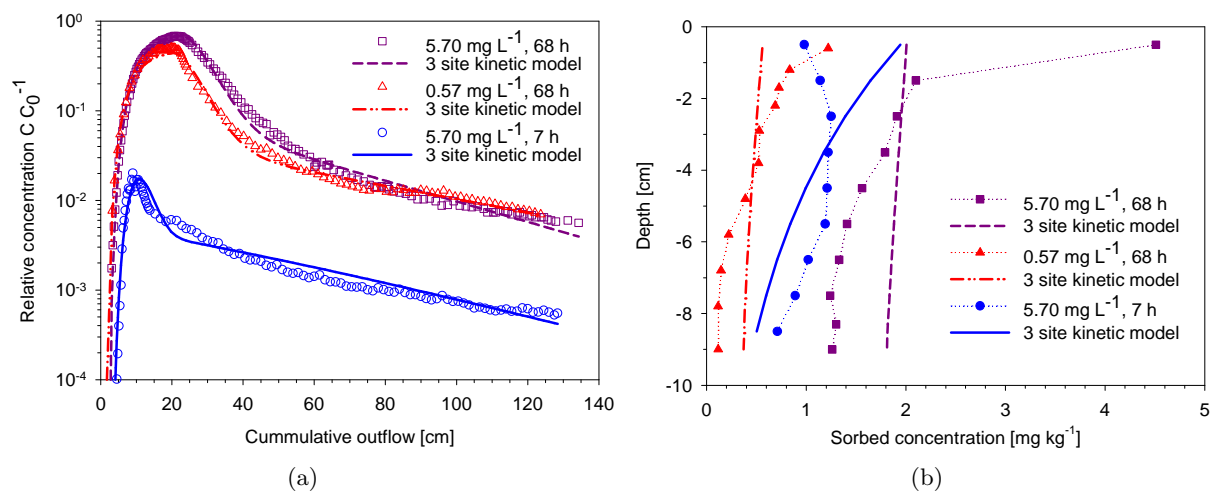 10⁰
10⁻¹
10⁻²
10⁻³
10⁻⁴
Relative concentration C C₀⁻¹
5.70 mg L⁻¹, 68 h
3 site kinetic model
0.57 mg L⁻¹, 68 h
3 site kinetic model
5.70 mg L⁻¹, 7 h
3 site kinetic model
0 20 40 60 80 100 120 140
Cummulative outflow [cm]
(a)
0
-2
-4
-6
-8
-10
Depth [cm]
5.70 mg L⁻¹, 68 h
3 site kinetic model
0.57 mg L⁻¹, 68 h
3 site kinetic model
5.70 mg L⁻¹, 7 h
3 site kinetic model
0 1 2 3 4 5
Sorbed concentration [mg kg⁻¹]
(b)